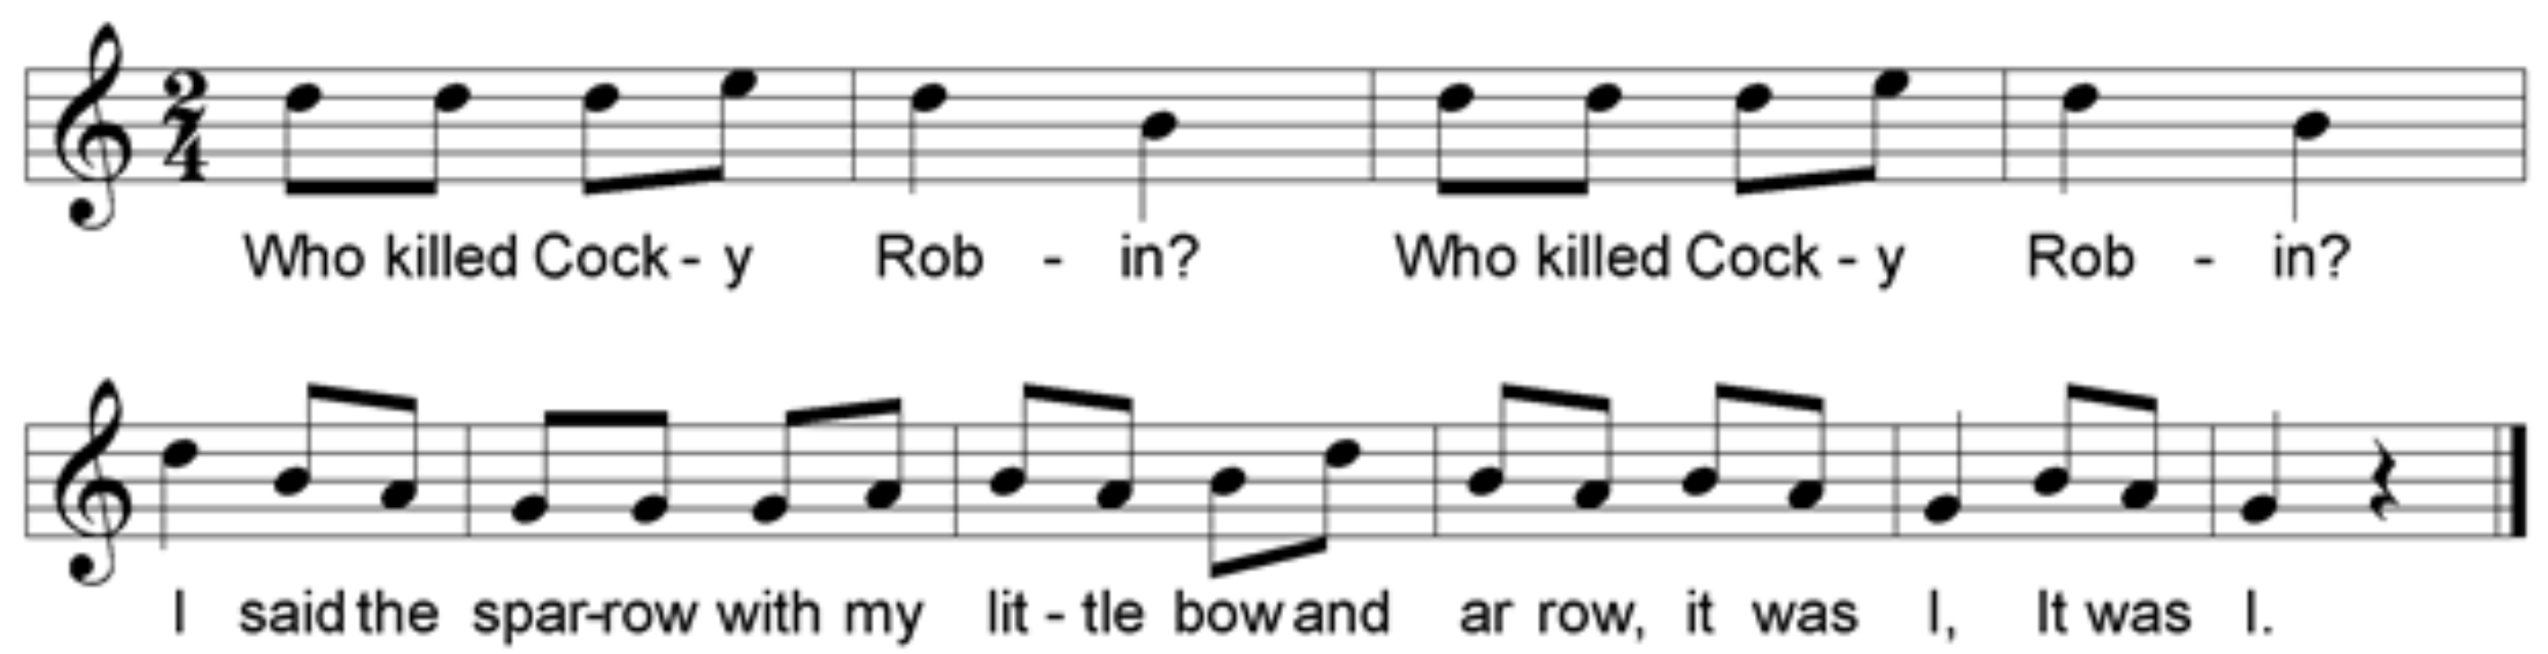 2 4
Who killed Cock - y Rob - in? Who killed Cock - y Rob - in?
I said the spar-row with my lit - tle bow and ar row, it was I, It was I.